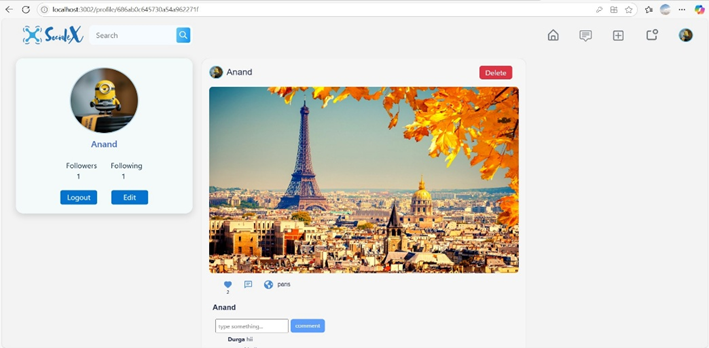 localhost:3002/profile/686ab0c645730a54a962271f
SmileX
Search
Anand
Delete
Anand
Followers Following
1 1
Logout Edit
2
paris
Anand
type something...
comment
Durga hii